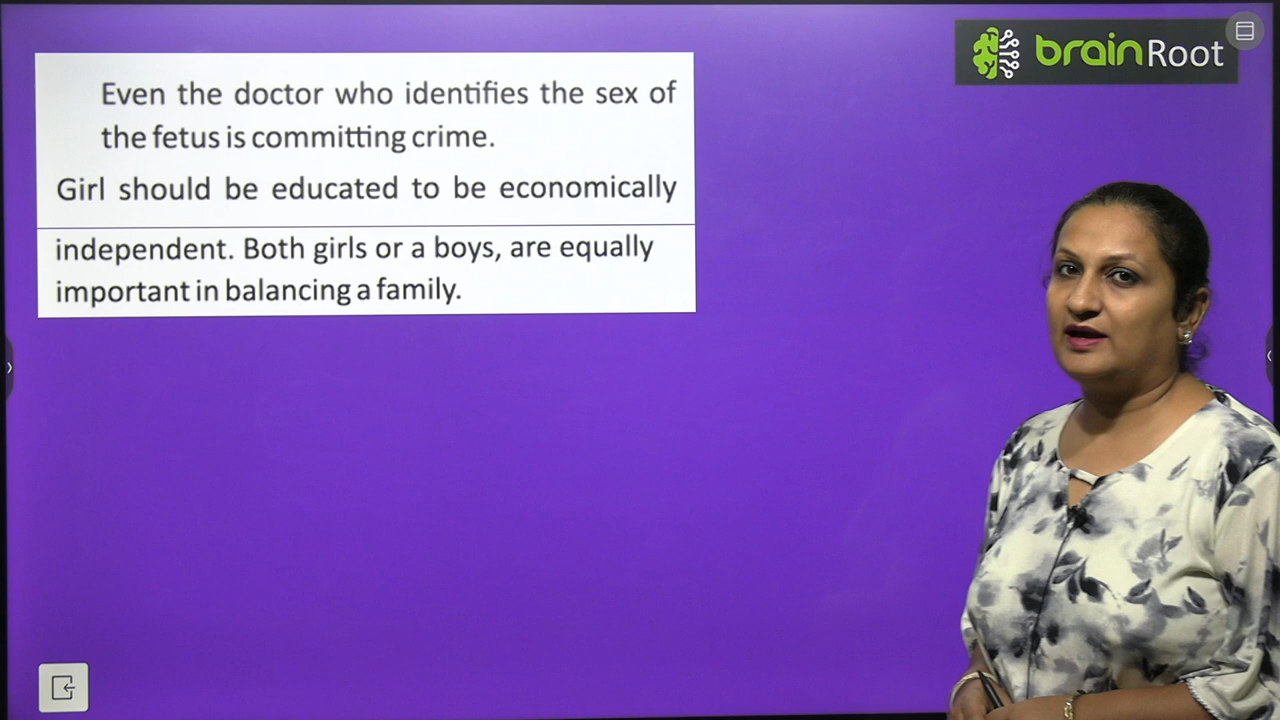 brainRoot
Even the doctor who identifies the sex of
the fetus is committing crime.
Girl should be educated to be economically
independent. Both girls or a boys, are equally
important in balancing a family.